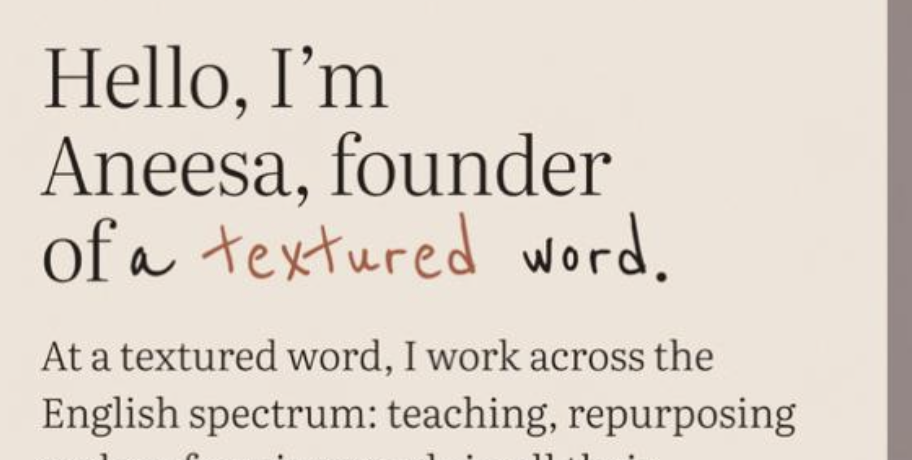 Hello, I’m
Aneesa, founder
of a textured word.
At a textured word, I work across the
English spectrum: teaching, repurposing